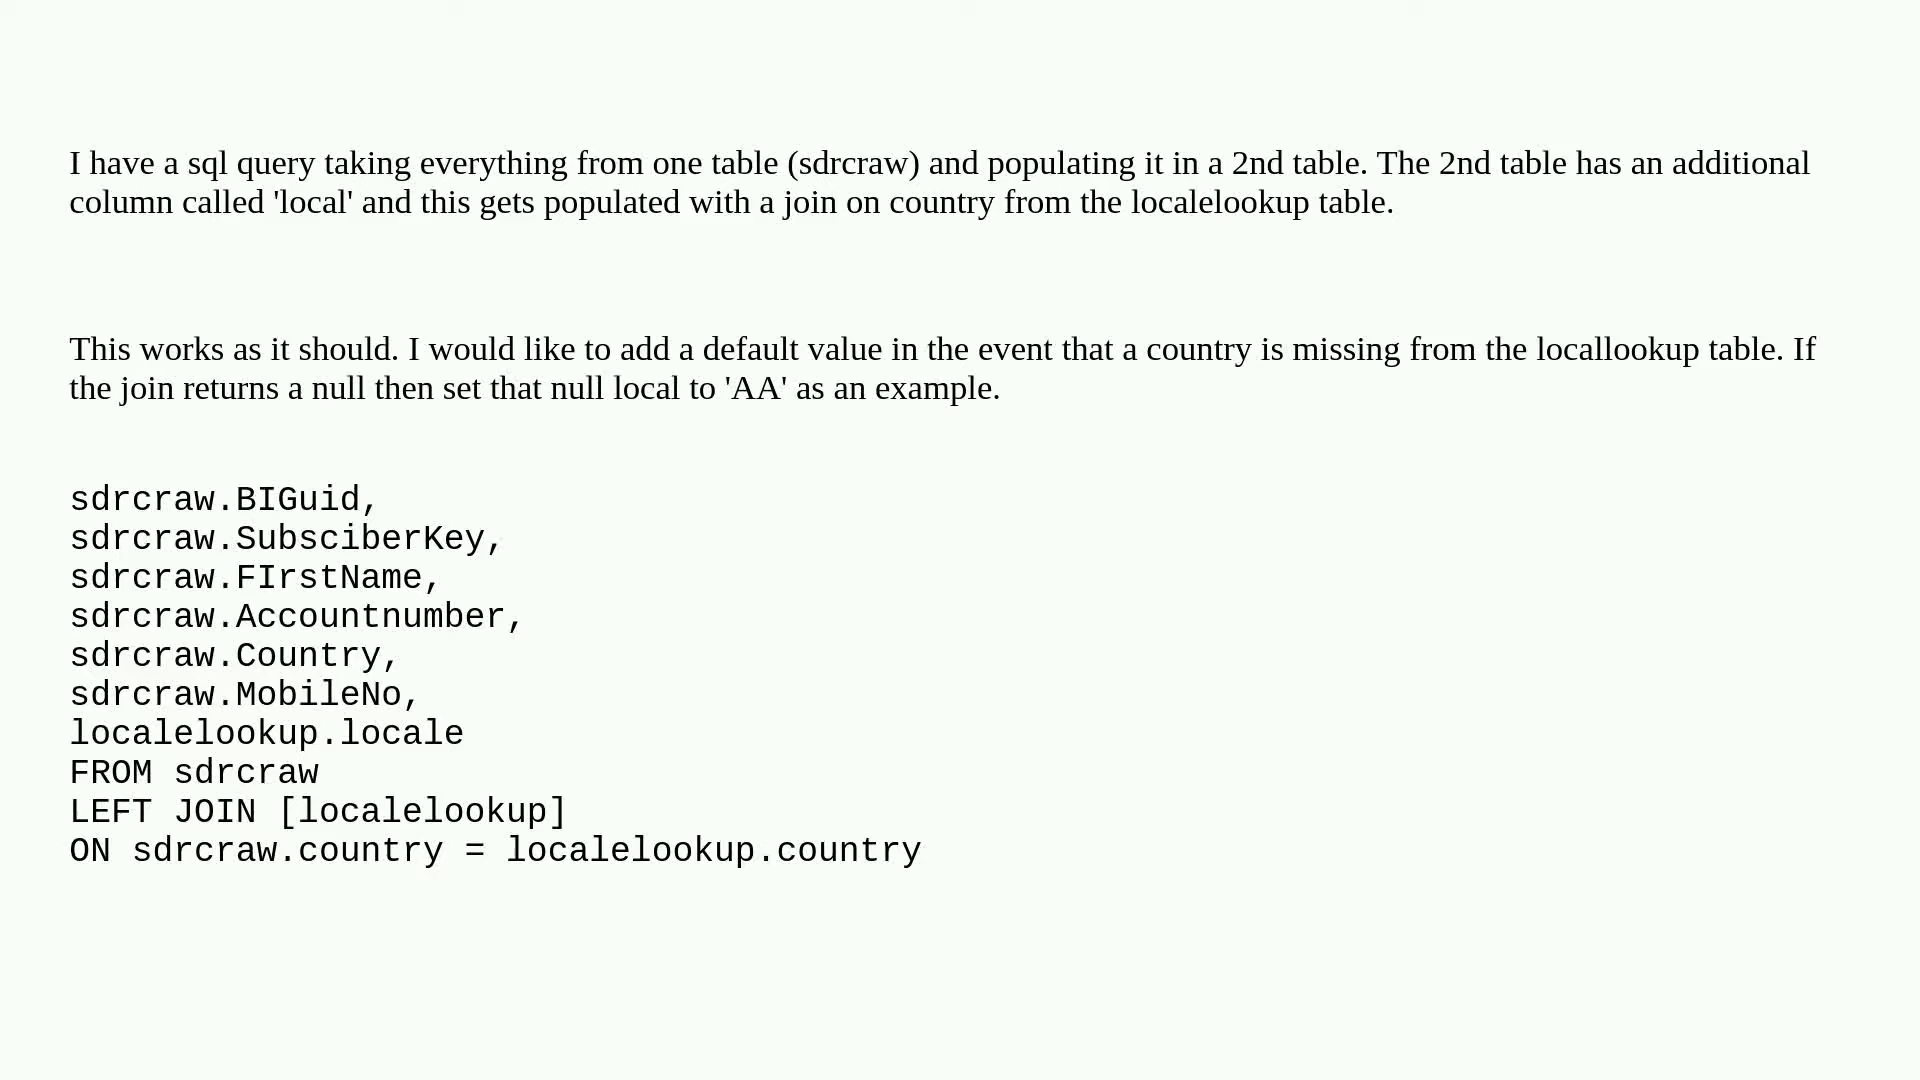 I have a sql query taking everything from one table (sdrcraw) and populating it in a 2nd table. The 2nd table has an additional
column called 'local' and this gets populated with a join on country from the localelookup table.
This works as it should. I would like to add a default value in the event that a country is missing from the locallookup table. If
the join returns a null then set that null local to 'AA' as an example.
sdrcraw.BIGuid,
sdrcraw.SubsciberKey,
sdrcraw.FIrstName,
sdrcraw.Accountnumber,
sdrcraw.Country,
sdrcraw.MobileNo,
localelookup.locale
FROM sdrcraw
LEFT JOIN [localelookup]
ON sdrcraw.country = localelookup.country